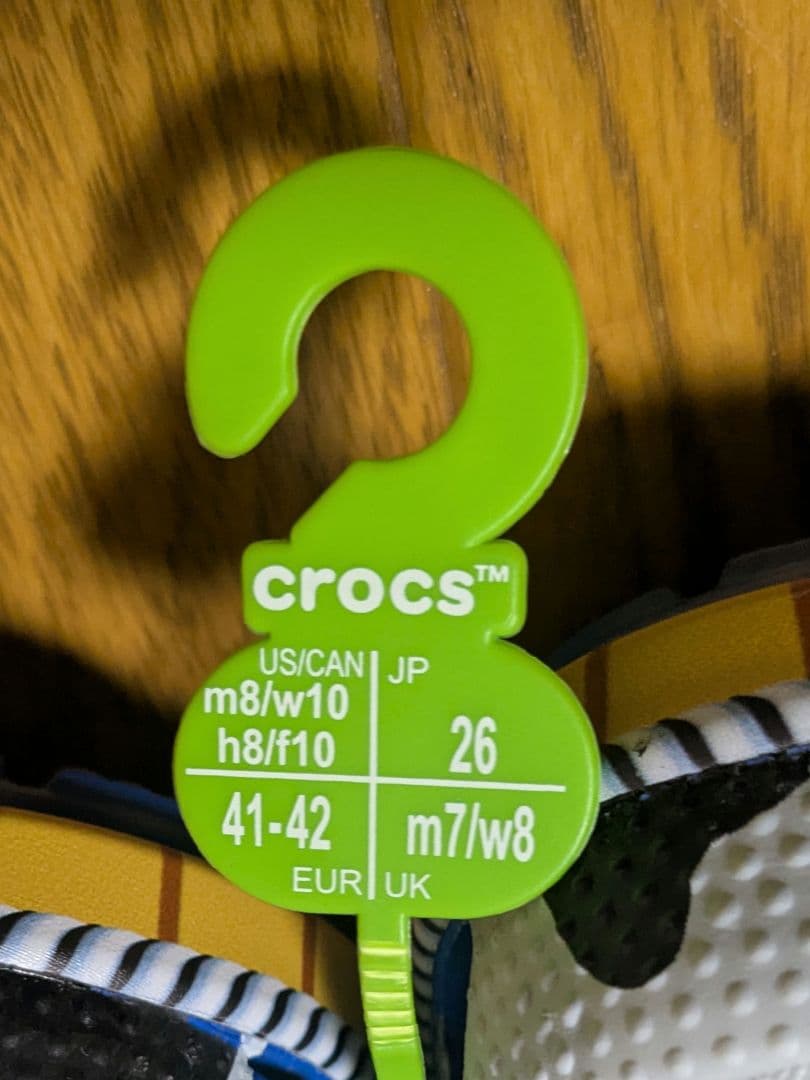 crocs™
US/CAN
m8/w10
h8/f10
JP
26
41-42
EUR
m7/w8
UK